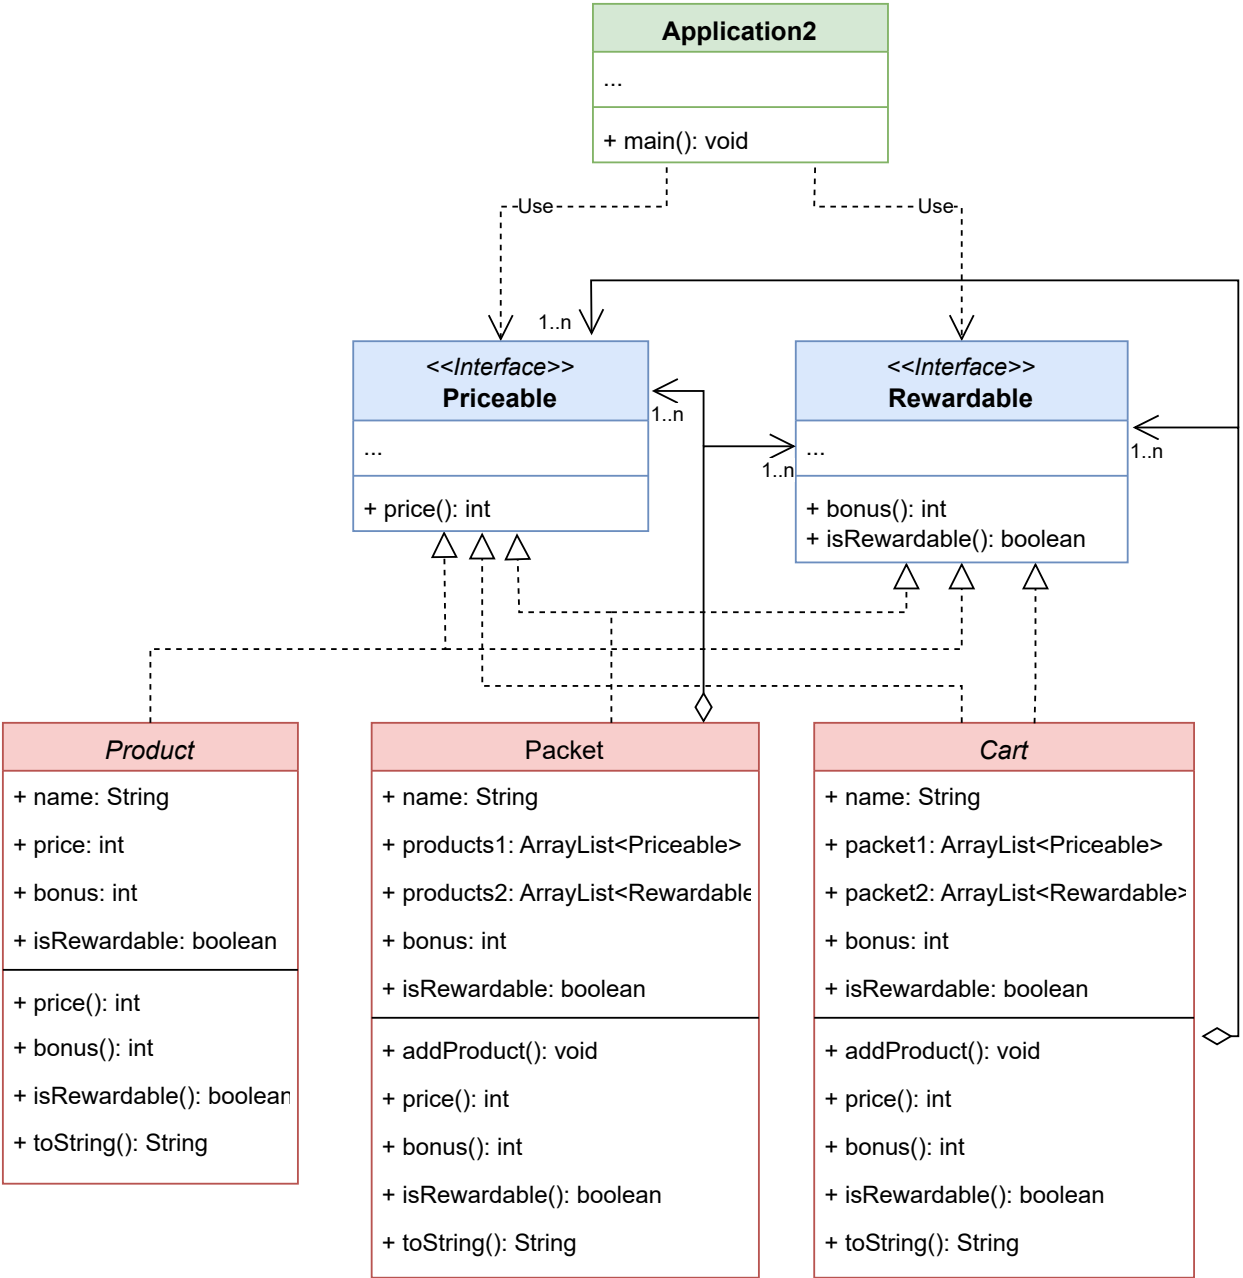 Application2
...
+ main(): void
Use
Use
1..n
<<Interface>>
Priceable
...
+ price(): int
1..n
<<Interface>>
Rewardable
...
+ bonus(): int
+ isRewardable(): boolean
1..n
1..n
Product
+ name: String
+ price: int
+ bonus: int
+ isRewardable: boolean
+ price(): int
+ bonus(): int
+ isRewardable(): boolean
+ toString(): String
Packet
+ name: String
+ products1: ArrayList<Priceable>
+ products2: ArrayList<Rewardable
+ bonus: int
+ isRewardable: boolean
+ addProduct(): void
+ price(): int
+ bonus(): int
+ isRewardable(): boolean
+ toString(): String
Cart
+ name: String
+ packet1: ArrayList<Priceable>
+ packet2: ArrayList<Rewardable>
+ bonus: int
+ isRewardable: boolean
+ addProduct(): void
+ price(): int
+ bonus(): int
+ isRewardable(): boolean
+ toString(): String